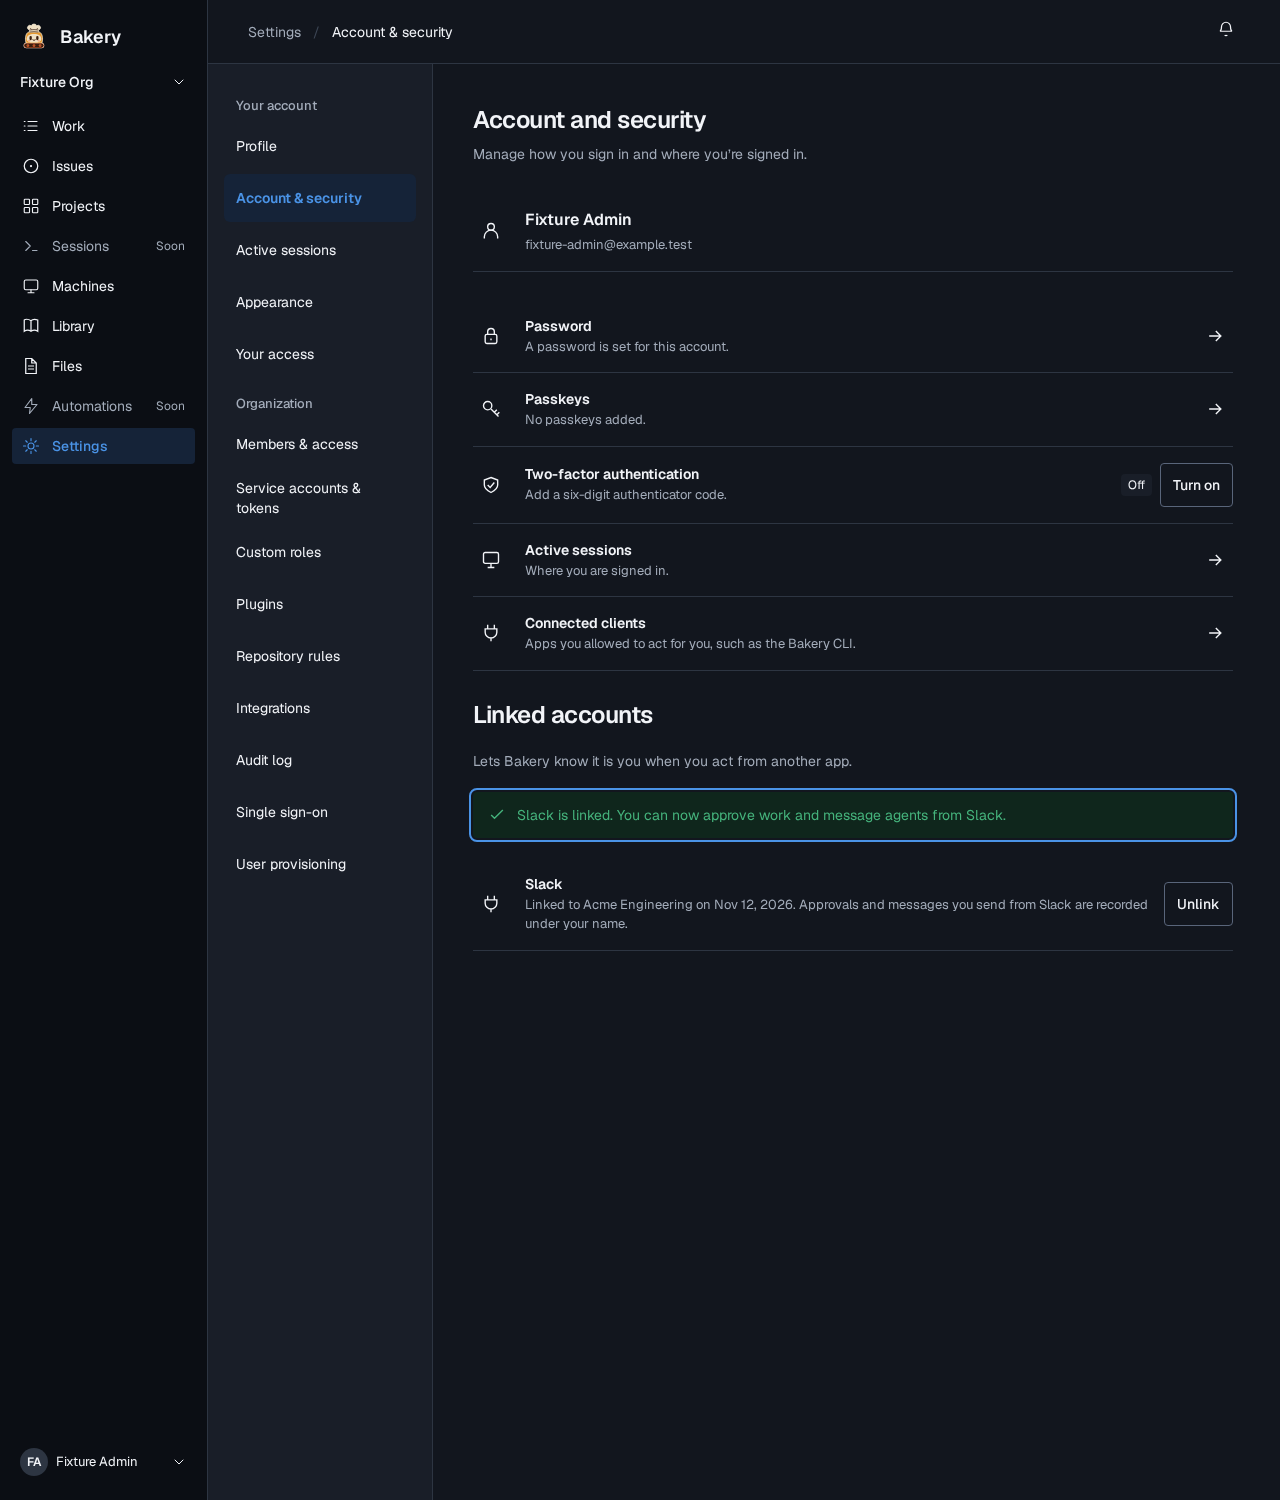 Bakery
Fixture Org
Work
Issues
Projects
Sessions Soon
Machines
Library
Files
Automations Soon
Settings
FA Fixture Admin
Settings / Account & security
Your account
Profile
Account & security
Active sessions
Appearance
Your access
Organization
Members & access
Service accounts &
tokens
Custom roles
Plugins
Repository rules
Integrations
Audit log
Single sign-on
User provisioning
Account and security
Manage how you sign in and where you're signed in.
Fixture Admin
fixture-admin@example.test
Password
A password is set for this account.
Passkeys
No passkeys added.
Two-factor authentication
Add a six-digit authenticator code.
Off Turn on
Active sessions
Where you are signed in.
Connected clients
Apps you allowed to act for you, such as the Bakery CLI.
Linked accounts
Lets Bakery know it is you when you act from another app.
Slack is linked. You can now approve work and message agents from Slack.
Slack
Linked to Acme Engineering on Nov 12, 2026. Approvals and messages you send from Slack are recorded
under your name.
Unlink